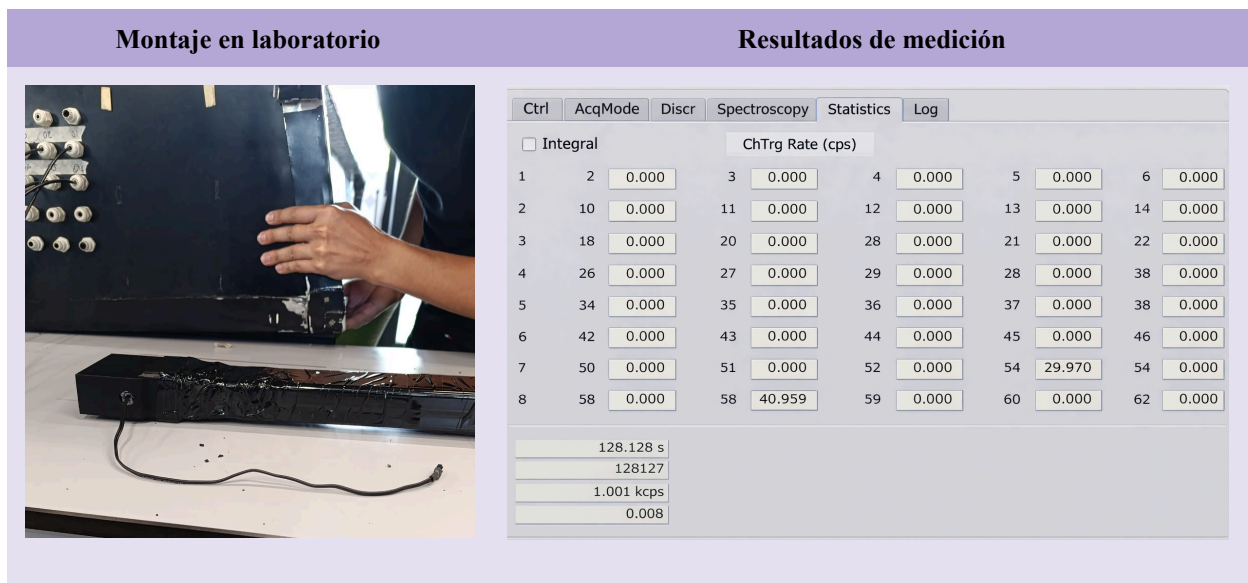 Montaje en laboratorio
Resultados de medición
Ctrl AcqMode Discr Spectroscopy Statistics Log
Integral ChTrg Rate (cps)
1 2 0.000 3 0.000 4 0.000 5 0.000 6 0.000
2 10 0.000 11 0.000 12 0.000 13 0.000 14 0.000
3 18 0.000 20 0.000 28 0.000 21 0.000 22 0.000
4 26 0.000 27 0.000 29 0.000 28 0.000 38 0.000
5 34 0.000 35 0.000 36 0.000 37 0.000 38 0.000
6 42 0.000 43 0.000 44 0.000 45 0.000 46 0.000
7 50 0.000 51 0.000 52 0.000 54 29.970 54 0.000
8 58 0.000 58 40.959 59 0.000 60 0.000 62 0.000
128.128 s
128127
1.001 kcps
0.008